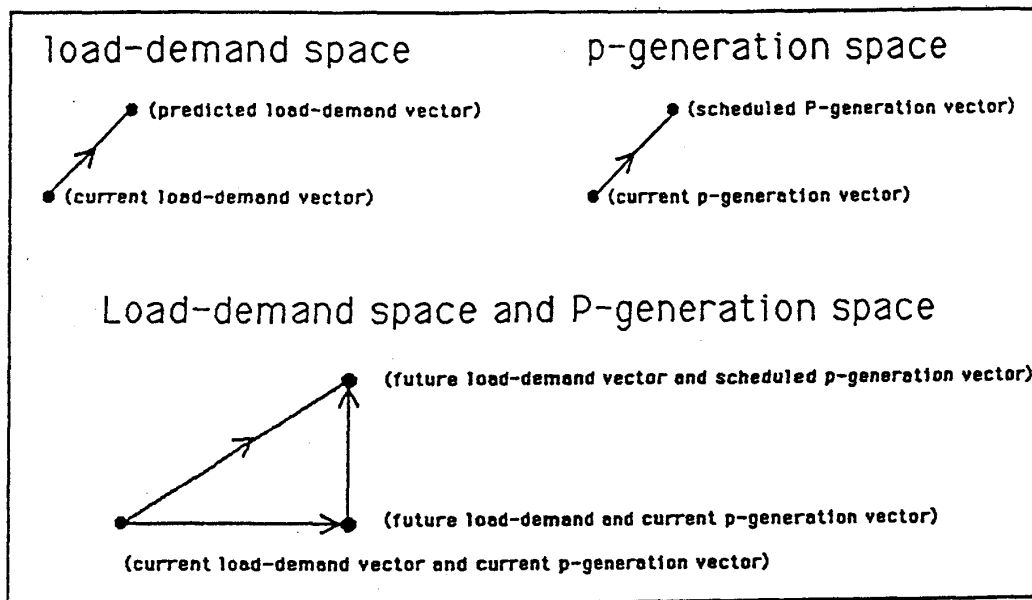 load-demand space
p-generation space
(predicted load-demand vector)
(scheduled P-generation vector)
(current load-demand vector)
(current p-generation vector)
Load-demand space and P-generation space
(future load-demand vector and scheduled p-generation vector)
(future load-demand and current p-generation vector)
(current load-demand vector and current p-generation vector)